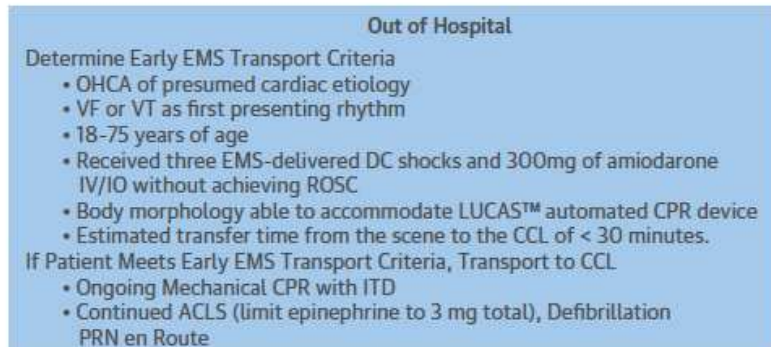 Out of Hospital
Determine Early EMS Transport Criteria
• OHCA of presumed cardiac etiology
• VF or VT as first presenting rhythm
• 18-75 years of age
• Received three EMS-delivered DC shocks and 300mg of amiodarone
IV/IO without achieving ROSC
• Body morphology able to accommodate LUCAS™ automated CPR device
• Estimated transfer time from the scene to the CCL of < 30 minutes.
If Patient Meets Early EMS Transport Criteria, Transport to CCL
• Ongoing Mechanical CPR with ITD
• Continued ACLS (limit epinephrine to 3 mg total), Defibrillation
PRN en Route